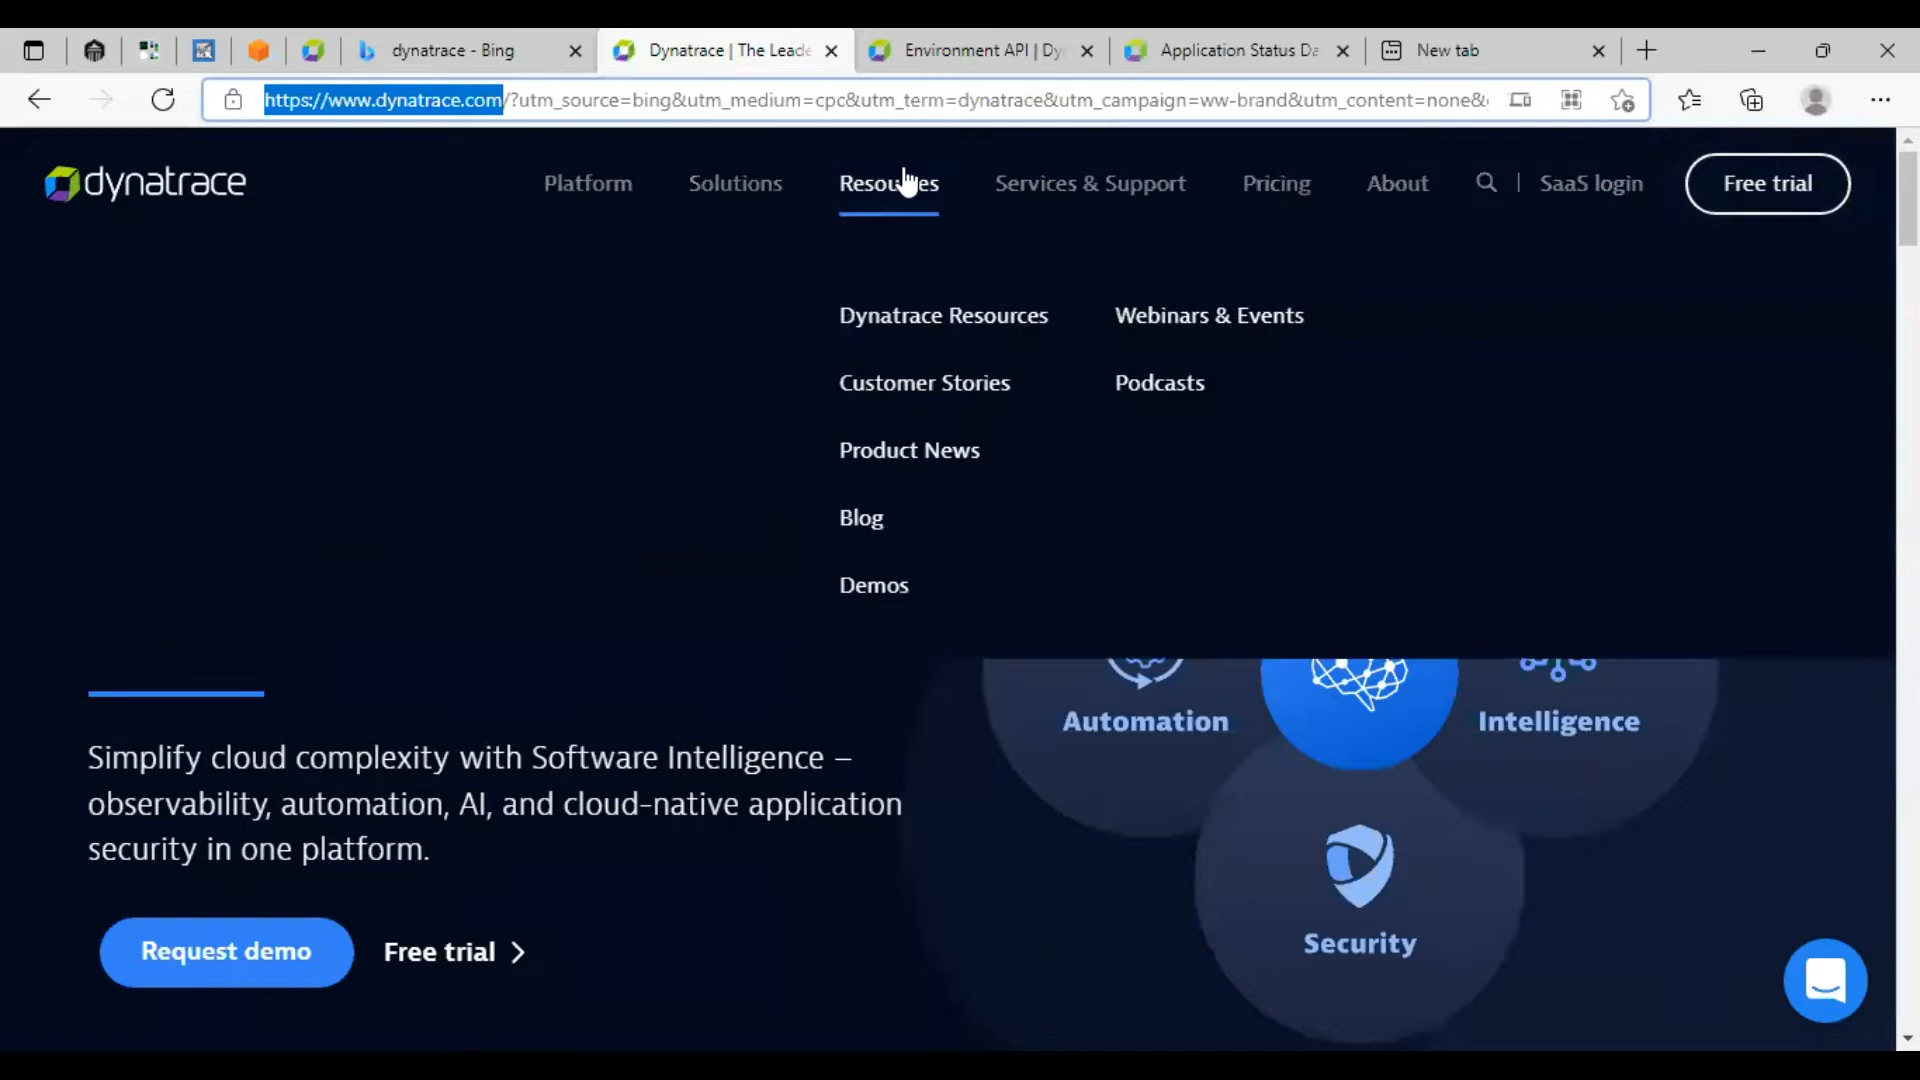 dynatrace - Bing
Dynatrace | The Leade
Environment API | Dy
Application Status Da
New tab
https://www.dynatrace.com/?utm_source=bing&utm_medium=cpc&utm_term=dynatrace&utm_campaign=ww-brand&utm_content=none&
dynatrace
Platform
Solutions
Resources
Services & Support
Pricing
About
SaaS login
Free trial
Dynatrace Resources
Webinars & Events
Customer Stories
Podcasts
Product News
Blog
Demos
Automation
Intelligence
Simplify cloud complexity with Software Intelligence –
observability, automation, AI, and cloud-native application
security in one platform.
Security
Request demo
Free trial